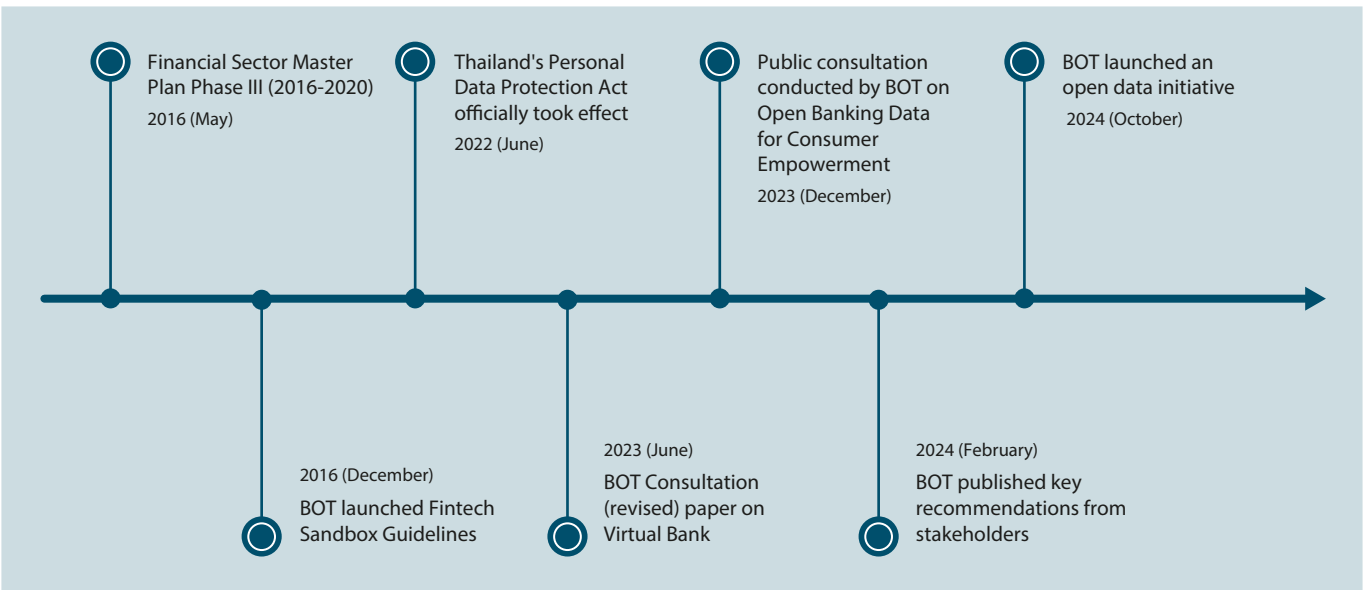 Financial Sector Master
Plan Phase III (2016-2020)
2016 (May)
2016 (December)
BOT launched Fintech
Sandbox Guidelines
Thailand's Personal
Data Protection Act
officially took effect
2022 (June)
2023 (June)
BOT Consultation
(revised) paper on
Virtual Bank
Public consultation
conducted by BOT on
Open Banking Data
for Consumer
Empowerment
2023 (December)
2024 (February)
BOT published key
recommendations from
stakeholders
BOT launched an
open data initiative
2024 (October)